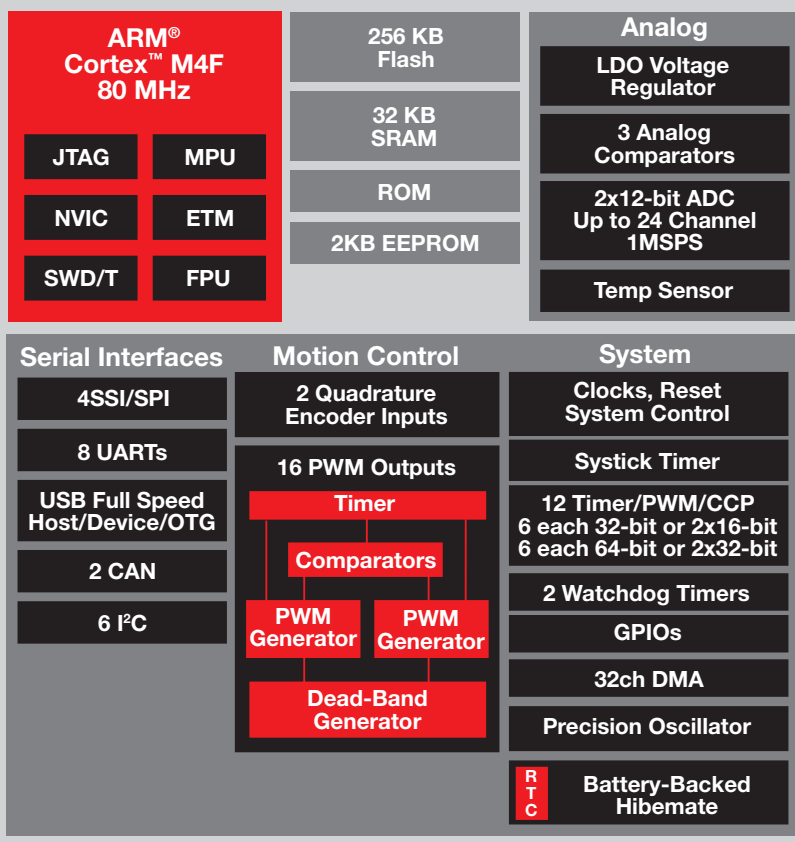 ARM®
Cortex™ M4F
80 MHz
JTAG
MPU
NVIC
ETM
SWD/T
FPU
256 KB
Flash
32 KB
SRAM
ROM
2KB EEPROM
Analog
LDO Voltage
Regulator
3 Analog
Comparators
2x12-bit ADC
Up to 24 Channel
1MSPS
Temp Sensor
Serial Interfaces
4SSI/SPI
8 UARTs
USB Full Speed
Host/Device/OTG
2 CAN
6 I²C
Motion Control
2 Quadrature
Encoder Inputs
16 PWM Outputs
Timer
Comparators
PWM
Generator
PWM
Generator
Dead-Band
Generator
System
Clocks, Reset
System Control
Systick Timer
12 Timer/PWM/CCP
6 each 32-bit or 2x16-bit
6 each 64-bit or 2x32-bit
2 Watchdog Timers
GPIOs
32ch DMA
Precision Oscillator
RTC
Battery-Backed
Hibemate